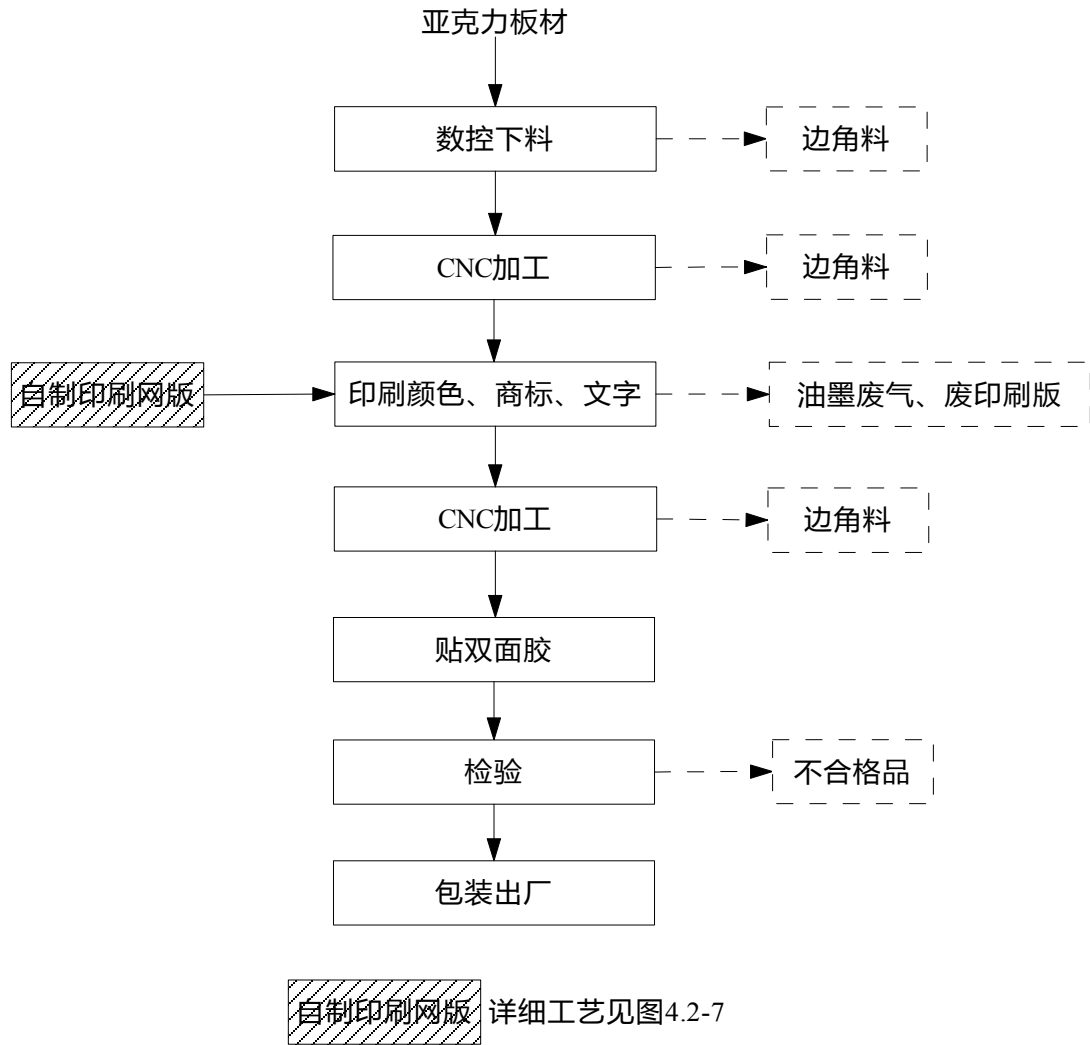 亚克力板材
数控下料
边角料
CNC加工
边角料
自制印刷网版
印刷颜色、商标、文字
油墨废气、废印刷版
CNC加工
边角料
贴双面胶
检验
不合格品
包装出厂
自制印刷网版 详细工艺见图4.2-7